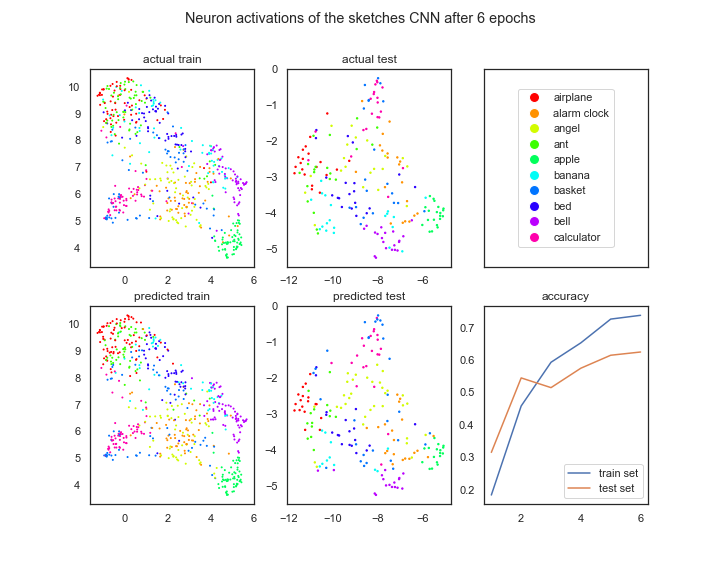 Neuron activations of the sketches CNN after 6 epochs
actual train
actual test
10
9
8
7
6
5
4
0
2
4
6
0
−1
−2
−3
−4
−5
−12
−10
−8
−6
airplane
alarm clock
angel
ant
apple
banana
basket
bed
bell
calculator
predicted train
predicted test
accuracy
10
9
8
7
6
5
4
0
2
4
6
0
−1
−2
−3
−4
−5
−12
−10
−8
−6
0.7
0.6
0.5
0.4
0.3
0.2
train set
test set
2
4
6